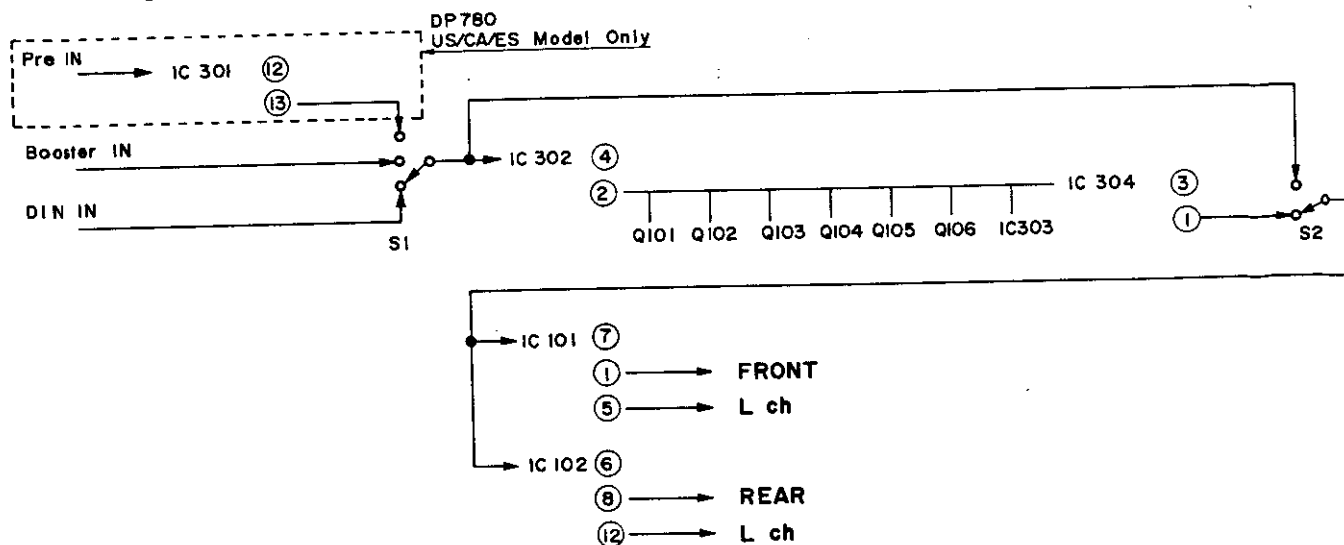 DP780
US/CA/ES Model Only
Pre IN
IC 301
12
13
Booster IN
IC 302
4
DIN IN
2
IC 304
3
1
S1
Q101 Q102 Q103 Q104 Q105 Q106 IC303
S2
IC 101
7
1
FRONT
5
L ch
IC 102
6
8
REAR
12
L ch